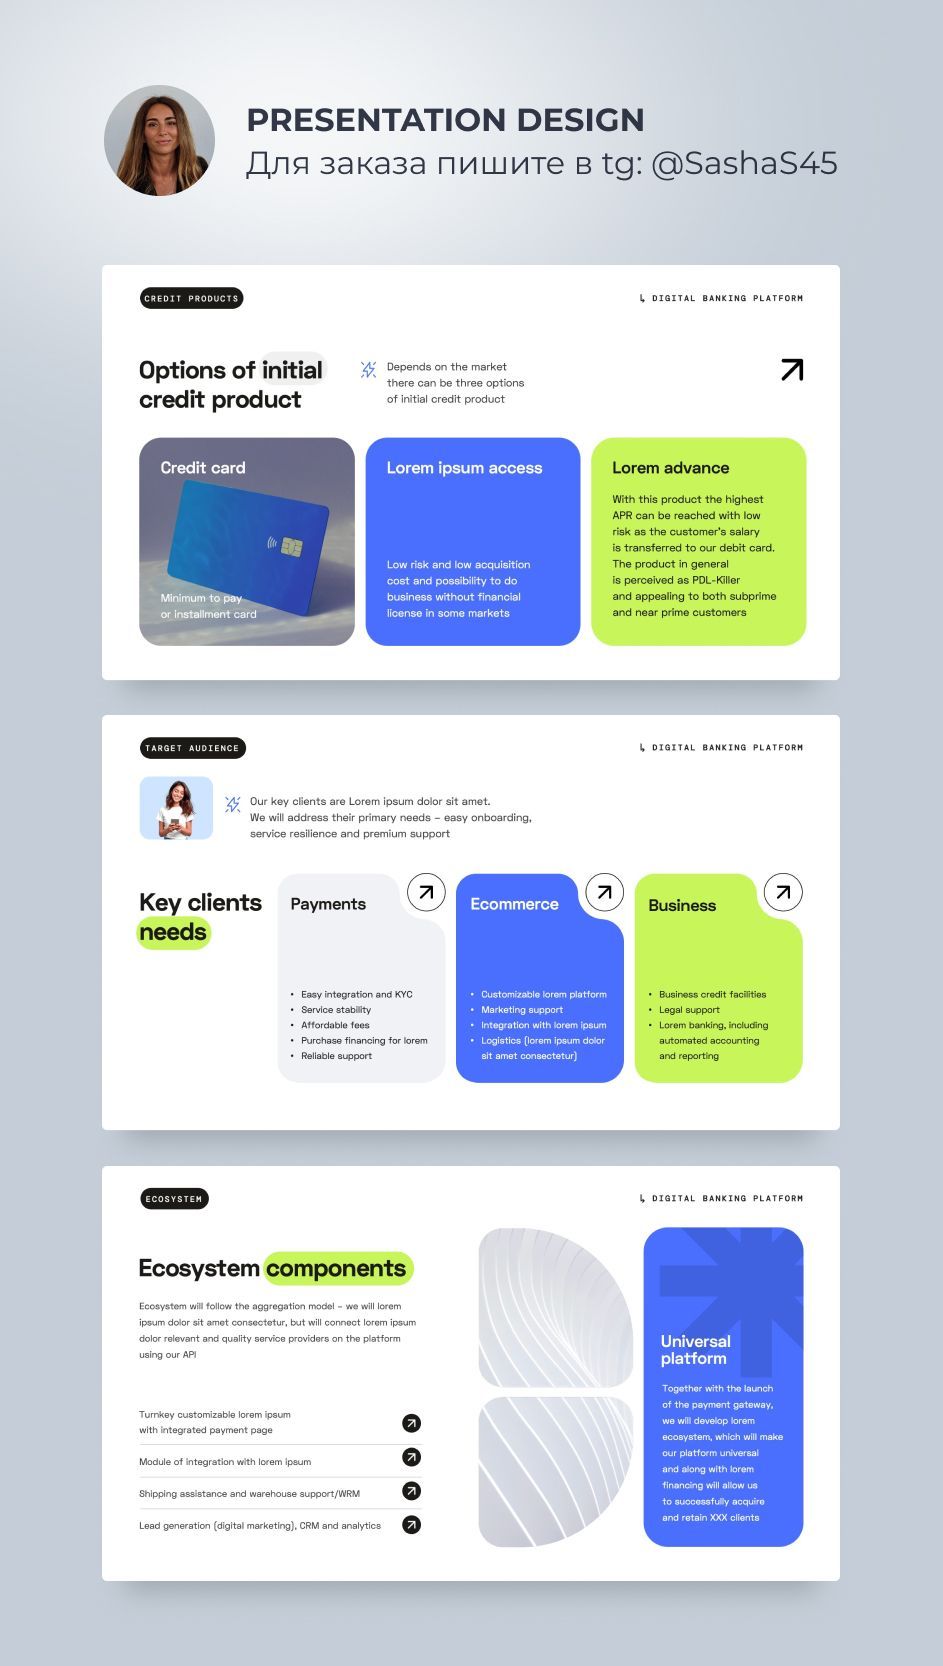 PRESENTATION DESIGN
Для заказа пишите в tg: @SashaS45
CREDIT PRODUCTS
↳ DIGITAL BANKING PLATFORM
Options of initial
credit product
Depends on the market
there can be three options
of initial credit product
Credit card
Minimum to pay
or installment card
Lorem ipsum access
Low risk and low acquisition
cost and possibility to do
business without financial
license in some markets
Lorem advance
With this product the highest
APR can be reached with low
risk as the customer's salary
is transferred to our debit card.
The product in general
is perceived as PDL-Killer
and appealing to both subprime
and near prime customers
TARGET AUDIENCE
↳ DIGITAL BANKING PLATFORM
Our key clients are Lorem ipsum dolor sit amet.
We will address their primary needs – easy onboarding,
service resilience and premium support
Key clients
needs
Payments
• Easy integration and KYC
• Service stability
• Affordable fees
• Purchase financing for lorem
• Reliable support
Ecommerce
• Customizable lorem platform
• Marketing support
• Integration with lorem ipsum
• Logistics (lorem ipsum dolor
sit amet consectetur)
Business
• Business credit facilities
• Legal support
• Lorem banking, including
automated accounting
and reporting
ECOSYSTEM
↳ DIGITAL BANKING PLATFORM
Ecosystem components
Ecosystem will follow the aggregation model – we will lorem
ipsum dolor sit amet consectetur, but will connect lorem ipsum
dolor relevant and quality service providers on the platform
using our API
Turnkey customizable lorem ipsum
with integrated payment page
Module of integration with lorem ipsum
Shipping assistance and warehouse support/WRM
Lead generation (digital marketing), CRM and analytics
Universal
platform
Together with the launch
of the payment gateway,
we will develop lorem
ecosystem, which will make
our platform universal
and along with lorem
financing will allow us
to successfully acquire
and retain XXX clients